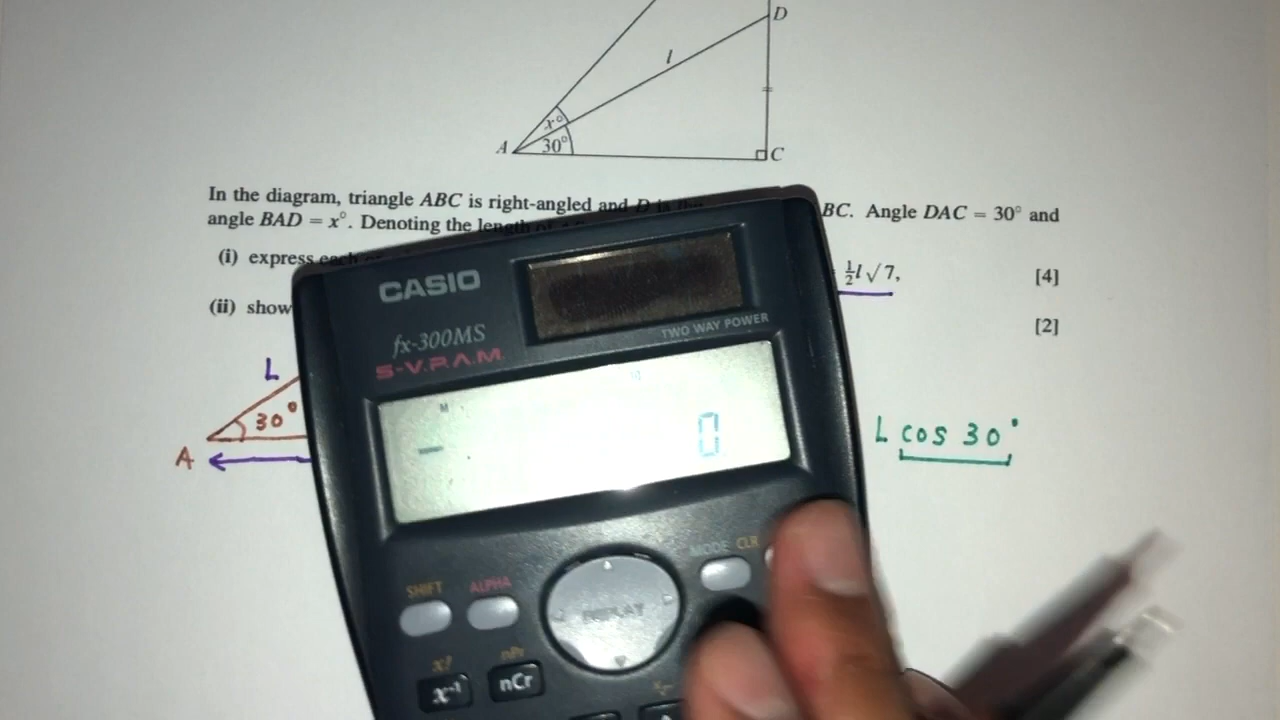 D
l
x°
A 30° C
In the diagram, triangle ABC is right-angled and D is the BC. Angle DAC = 30° and
angle BAD = x°. Denoting the length of
(i) express each ½l√7, [4]
(ii) show [2]
L
30°
A
L cos 30°
CASIO
fx-300MS
TWO WAY POWER
S-V.P.A.M.
M
0
MODE CLR
SHIFT ALPHA
REPLAY
x! nPr
x⁻¹ nCr